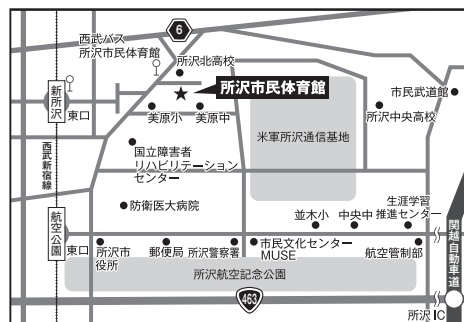 6
西武バス
所沢市民体育館
所沢北高校
所沢市民体育館
新所沢
東口
美原小
美原中
市民武道館
所沢中央高校
米軍所沢通信基地
国立障害者
リハビリテーション
センター
西武新宿線
防衛医大病院
生涯学習
推進センター
並木小
中央中
航空公園
東口
所沢市
役所
郵便局
所沢警察署
市民文化センター
MUSE
航空管制部
関越自動車道
所沢航空記念公園
463
所沢IC